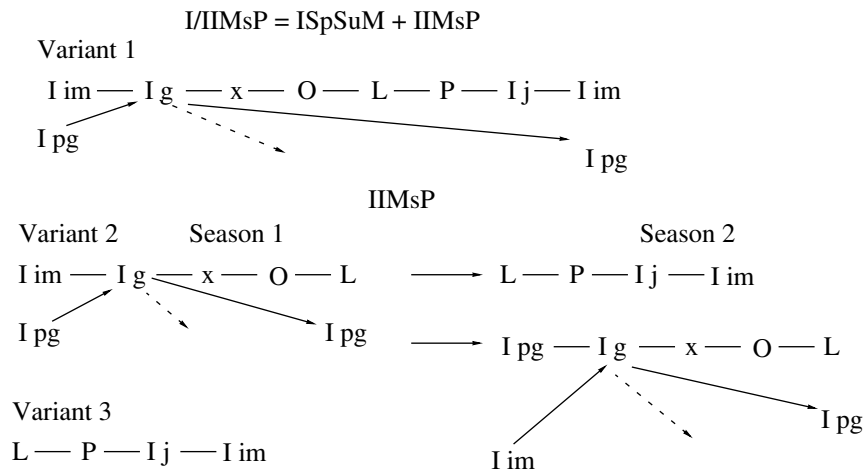 I/IIMsP = ISpSuM + IIMsP
Variant 1
I im — I g — x — O — L — P — I j — I im
I pg
I pg
IIMsP
Variant 2 Season 1 Season 2
I im — I g — x — O — L L — P — I j — I im
I pg I pg I pg — I g — x — O — L
Variant 3 I pg
L — P — I j — I im I im